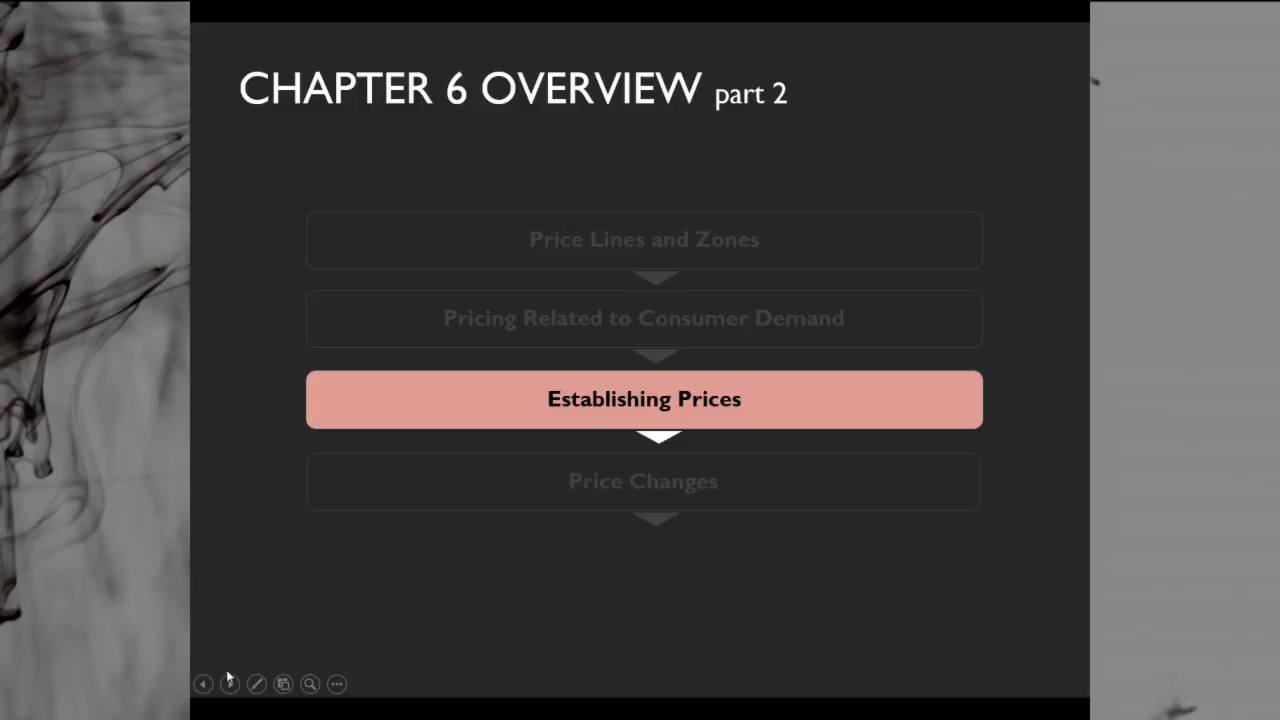 CHAPTER 6 OVERVIEW part 2
Price Lines and Zones
Pricing Related to Consumer Demand
Establishing Prices
Price Changes